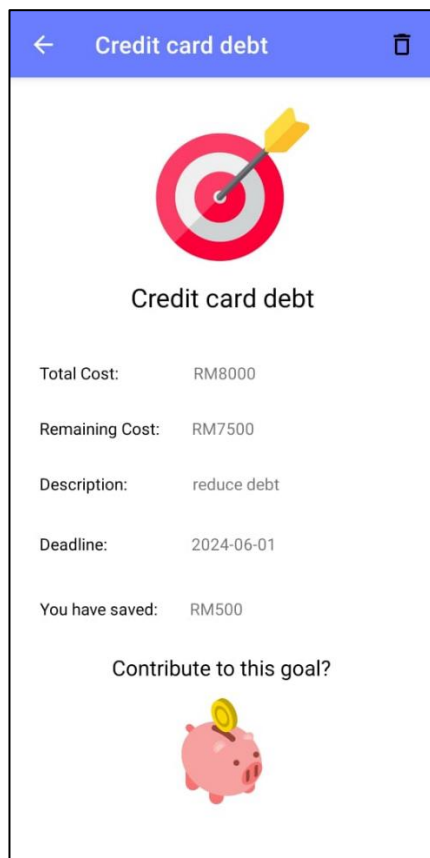 Credit card debt
Credit card debt
Total Cost: RM8000
Remaining Cost: RM7500
Description: reduce debt
Deadline: 2024-06-01
You have saved: RM500
Contribute to this goal?